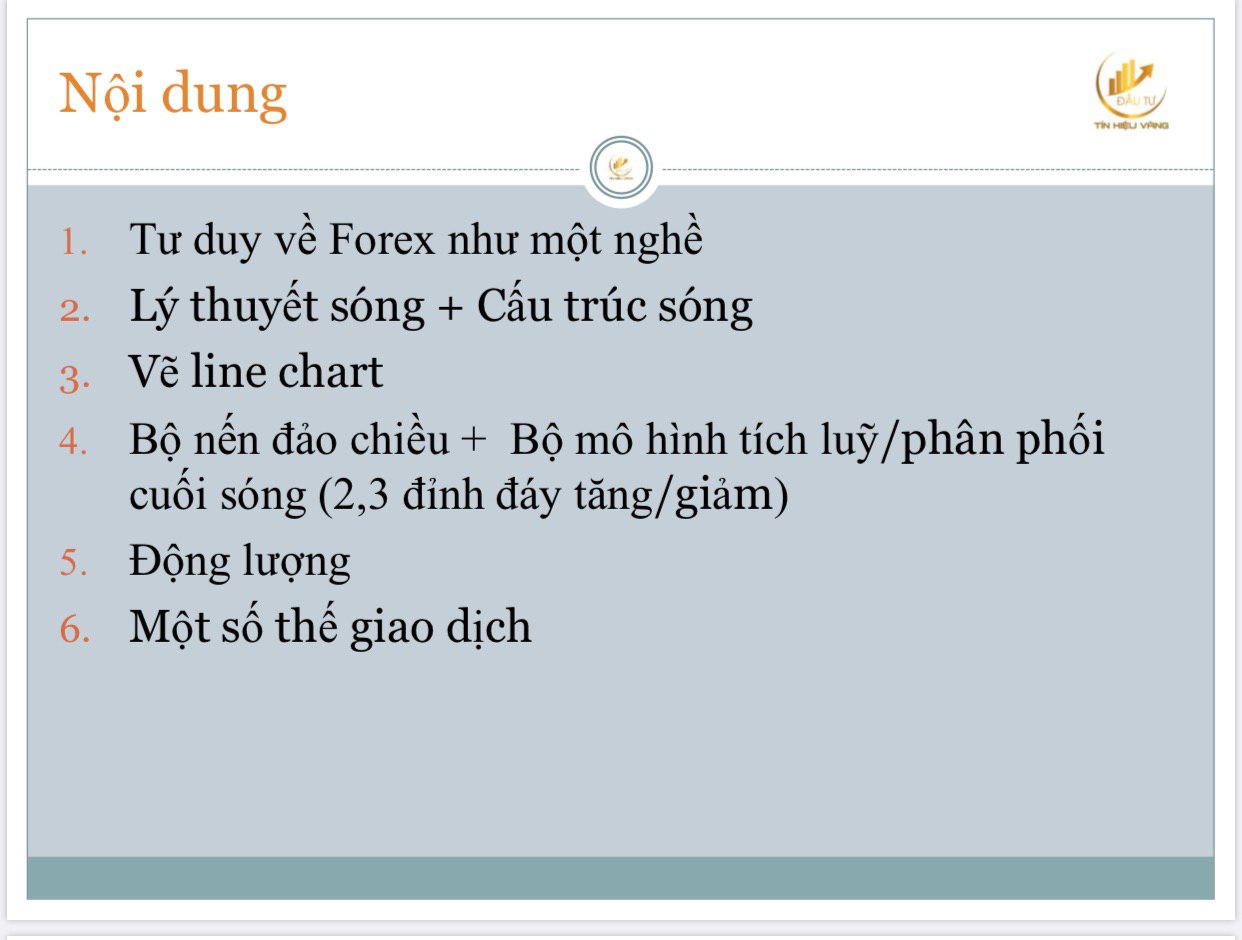 Nội dung
ĐẦU TƯ
TÍN HIỆU VÀNG
1. Tư duy về Forex như một nghề
2. Lý thuyết sóng + Cấu trúc sóng
3. Vẽ line chart
4. Bộ nến đảo chiều + Bộ mô hình tích luỹ/phân phối
cuối sóng (2,3 đỉnh đáy tăng/giảm)
5. Động lượng
6. Một số thế giao dịch